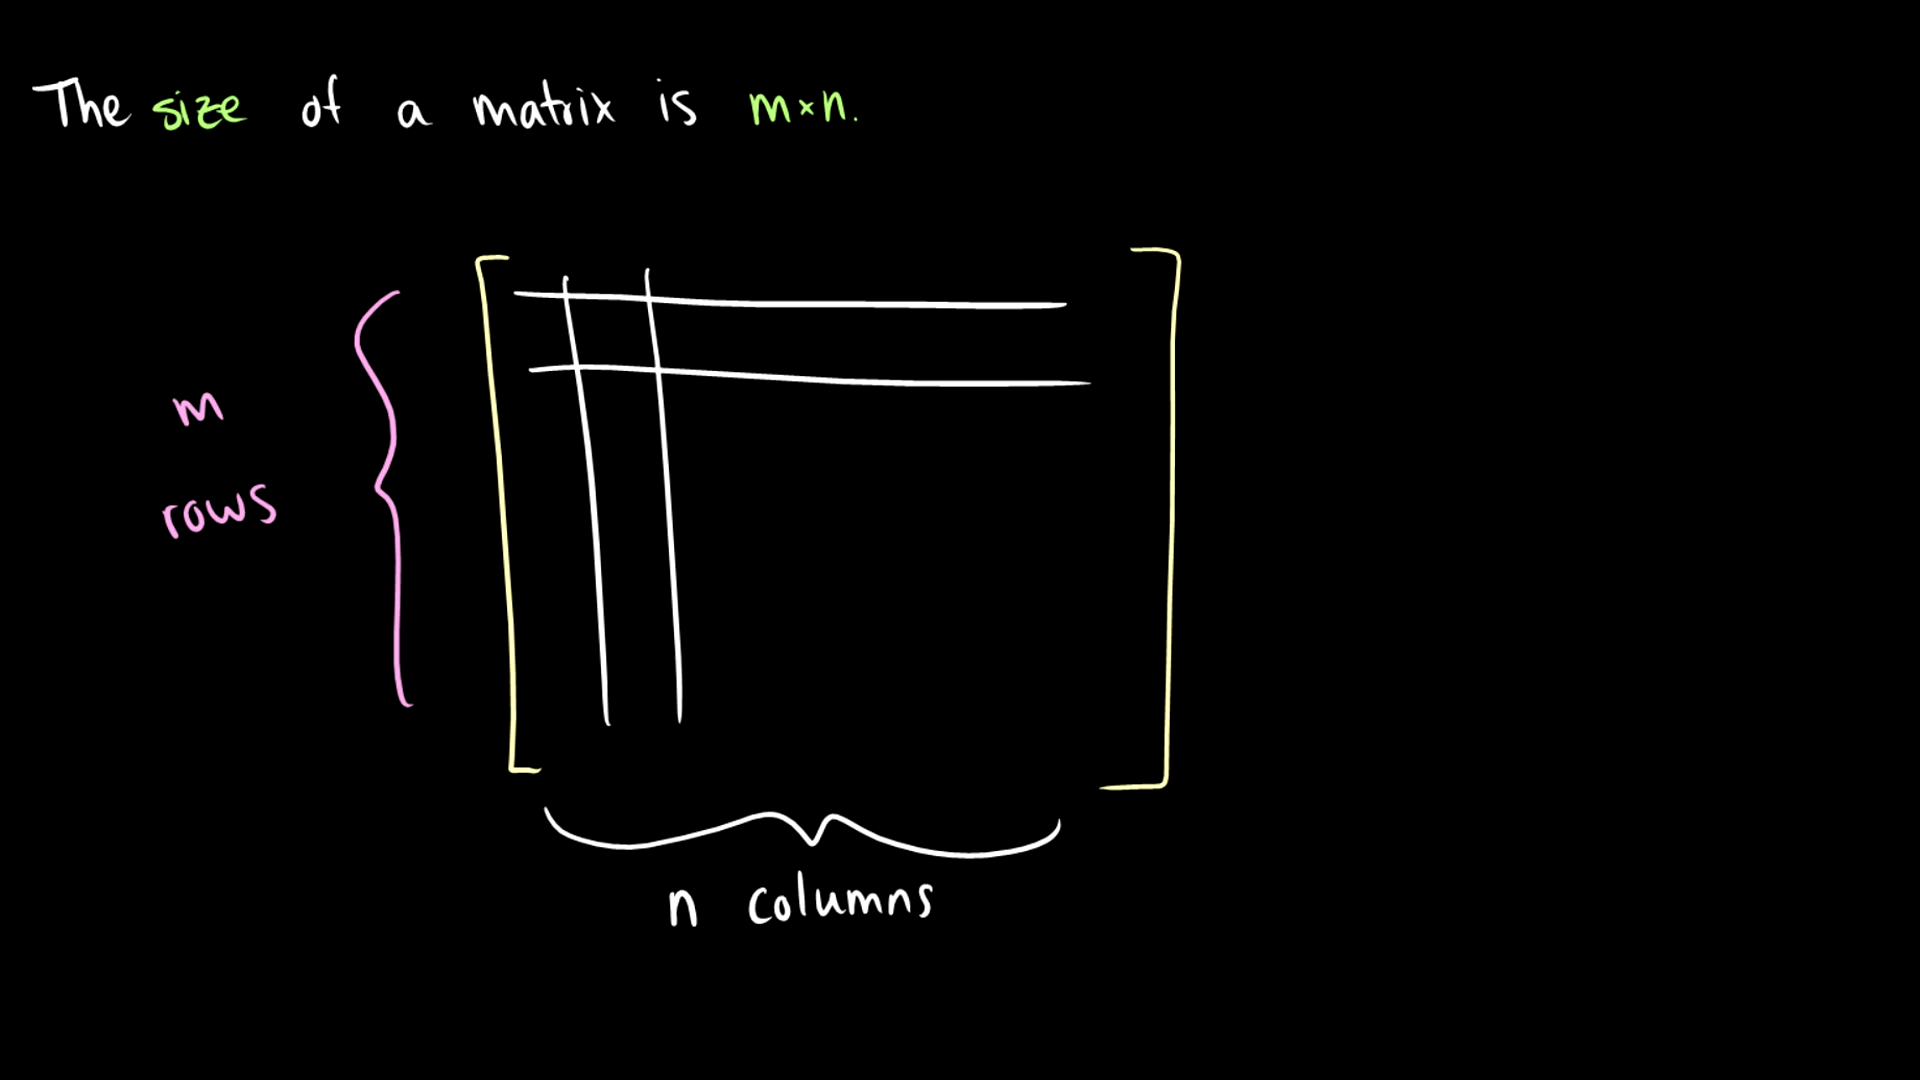 The size of a matrix is m×n.
m
rows
n columns